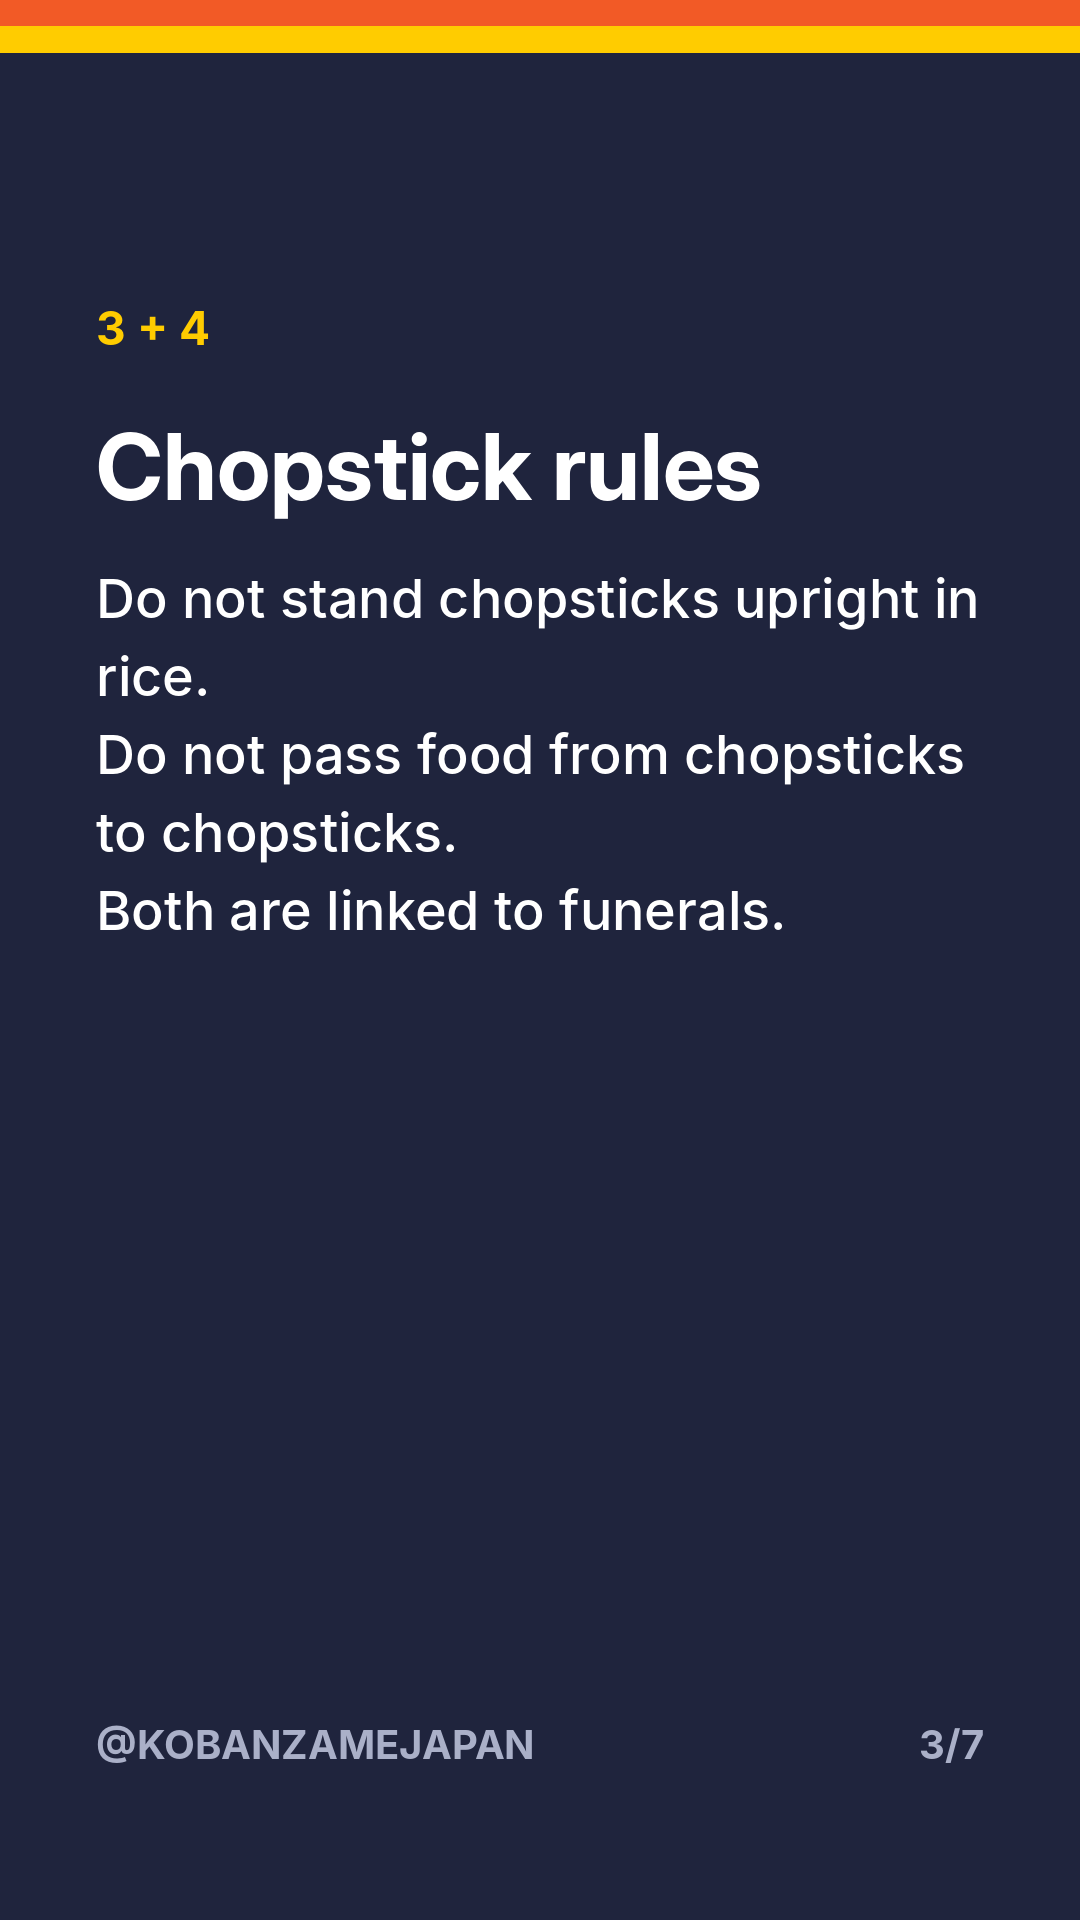 3 + 4
Chopstick rules
Do not stand chopsticks upright in
rice.
Do not pass food from chopsticks
to chopsticks.
Both are linked to funerals.
@KOBANZAMEJAPAN
3/7